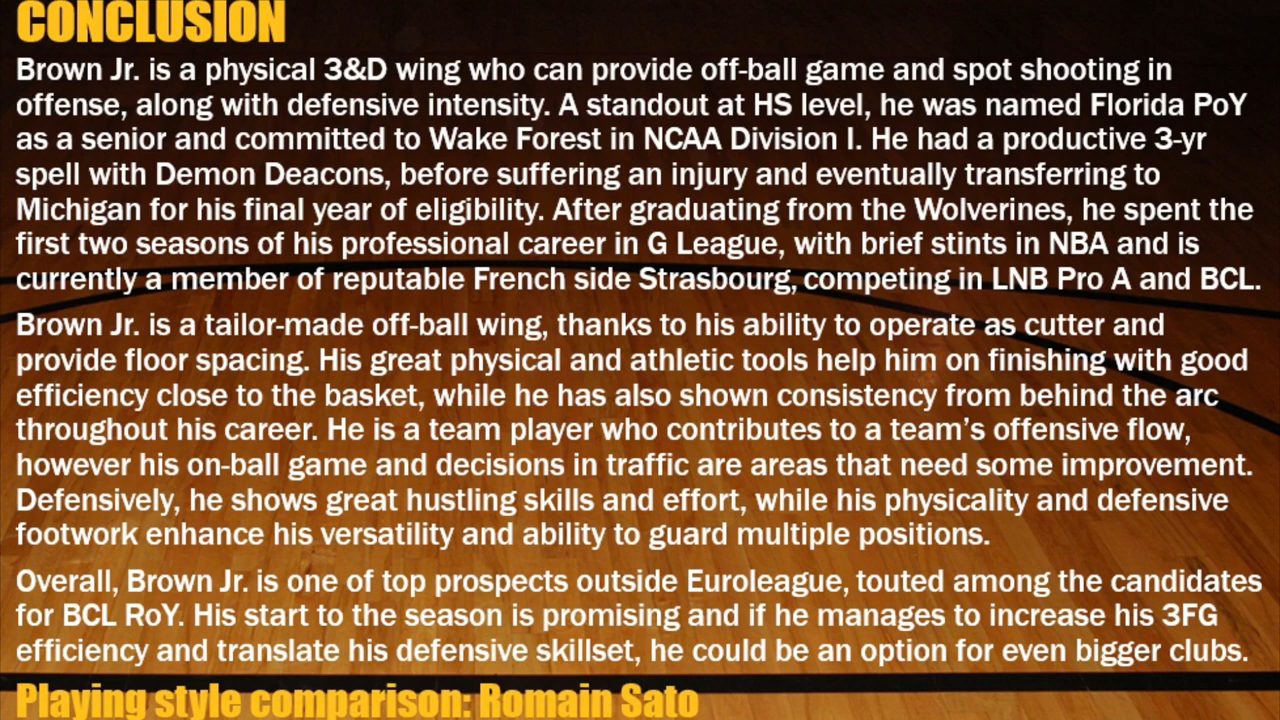 CONCLUSION
Brown Jr. is a physical 3&D wing who can provide off-ball game and spot shooting in
offense, along with defensive intensity. A standout at HS level, he was named Florida PoY
as a senior and committed to Wake Forest in NCAA Division I. He had a productive 3-yr
spell with Demon Deacons, before suffering an injury and eventually transferring to
Michigan for his final year of eligibility. After graduating from the Wolverines, he spent the
first two seasons of his professional career in G League, with brief stints in NBA and is
currently a member of reputable French side Strasbourg, competing in LNB Pro A and BCL.
Brown Jr. is a tailor-made off-ball wing, thanks to his ability to operate as cutter and
provide floor spacing. His great physical and athletic tools help him on finishing with good
efficiency close to the basket, while he has also shown consistency from behind the arc
throughout his career. He is a team player who contributes to a team's offensive flow,
however his on-ball game and decisions in traffic are areas that need some improvement.
Defensively, he shows great hustling skills and effort, while his physicality and defensive
footwork enhance his versatility and ability to guard multiple positions.
Overall, Brown Jr. is one of top prospects outside Euroleague, touted among the candidates
for BCL RoY. His start to the season is promising and if he manages to increase his 3FG
efficiency and translate his defensive skillset, he could be an option for even bigger clubs.
Playing style comparison: Romain Sato